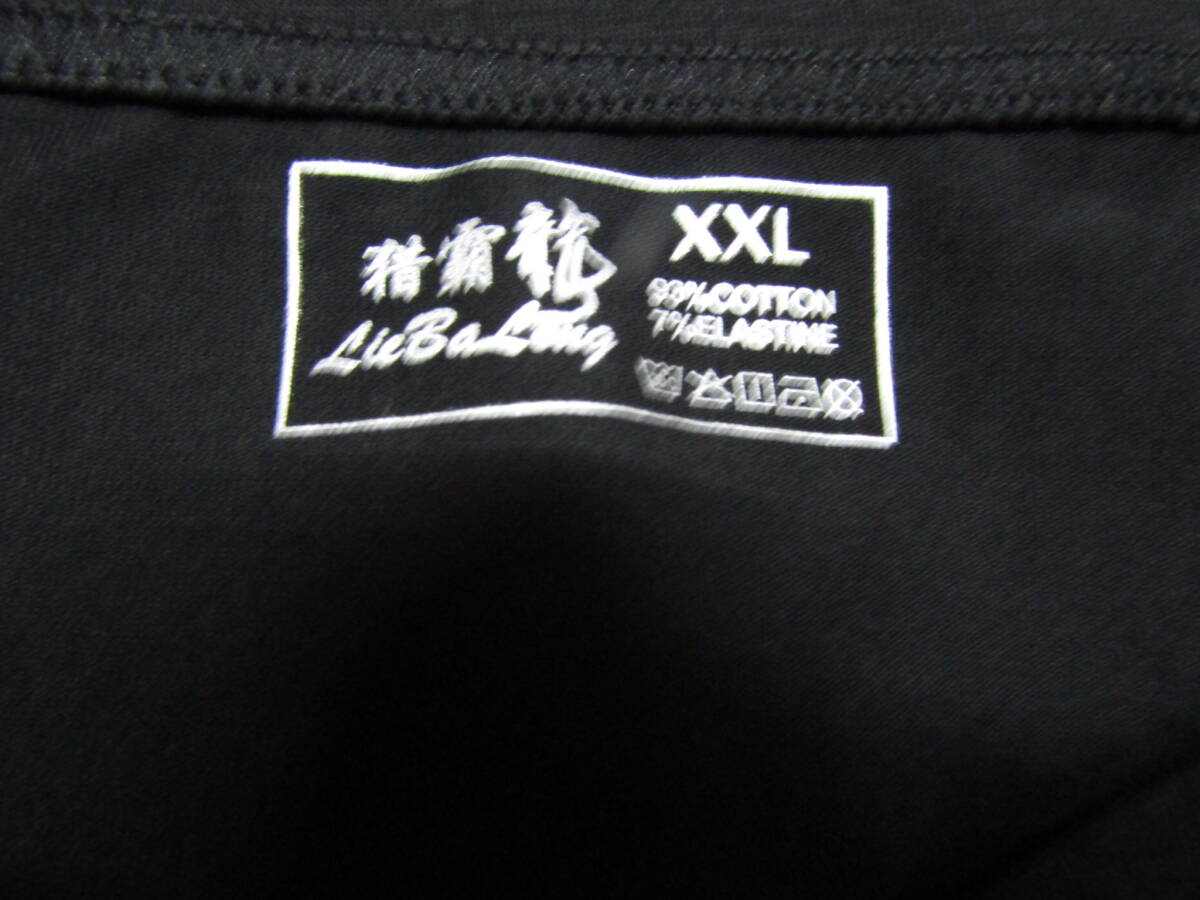 猎霸龍
LieBaLong
XXL
93%COTTON
7%ELASTINE